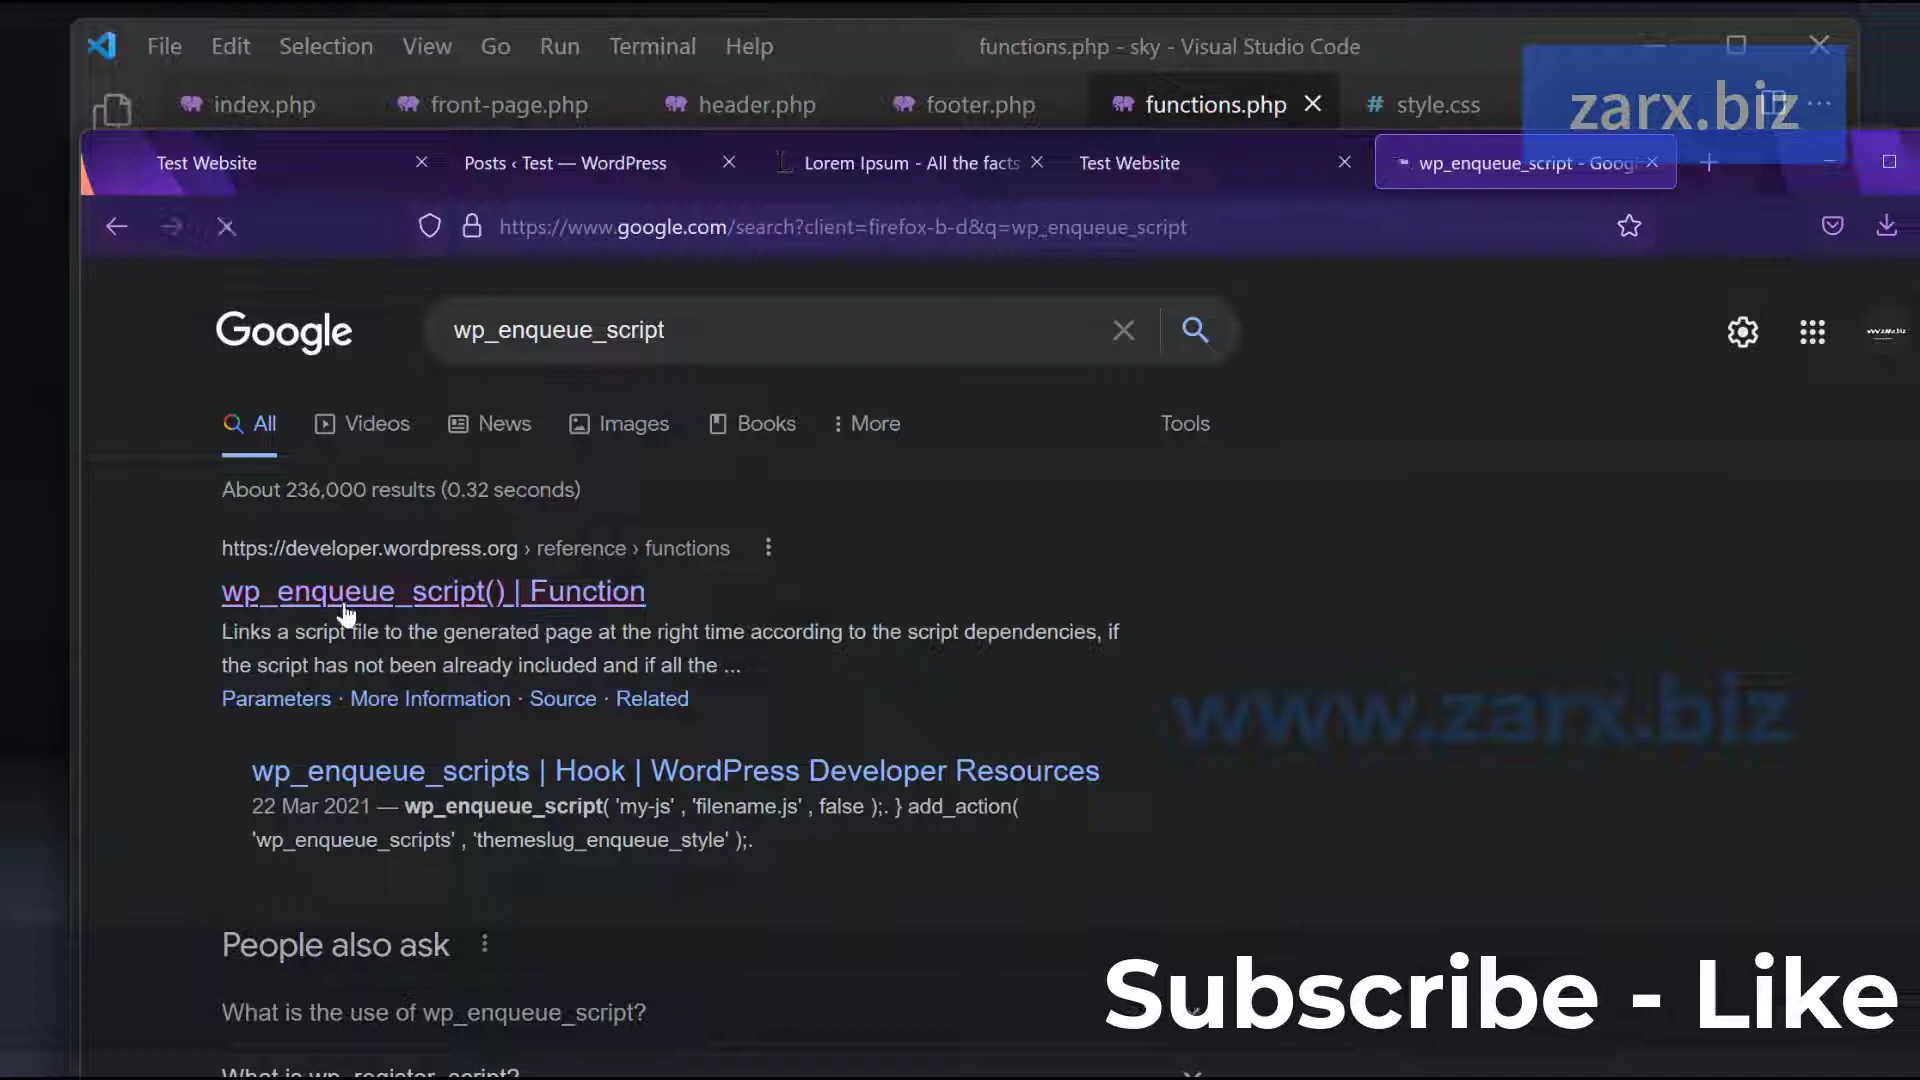 File Edit Selection View Go Run Terminal Help functions.php - sky - Visual Studio Code
index.php front-page.php header.php footer.php functions.php # style.css
zarx.biz
Test Website Posts ‹ Test — WordPress Lorem Ipsum - All the facts Test Website wp_enqueue_script - Goog
https://www.google.com/search?client=firefox-b-d&q=wp_enqueue_script
Google wp_enqueue_script
All Videos News Images Books More Tools
About 236,000 results (0.32 seconds)
https://developer.wordpress.org › reference › functions
wp_enqueue_script() | Function
Links a script file to the generated page at the right time according to the script dependencies, if
the script has not been already included and if all the ...
Parameters · More Information · Source · Related
www.zarx.biz
wp_enqueue_scripts | Hook | WordPress Developer Resources
22 Mar 2021 — wp_enqueue_script( 'my-js' , 'filename.js' , false );. } add_action(
'wp_enqueue_scripts' , 'themeslug_enqueue_style' );.
People also ask
What is the use of wp_enqueue_script?
Subscribe - Like
What is wp_register_script?